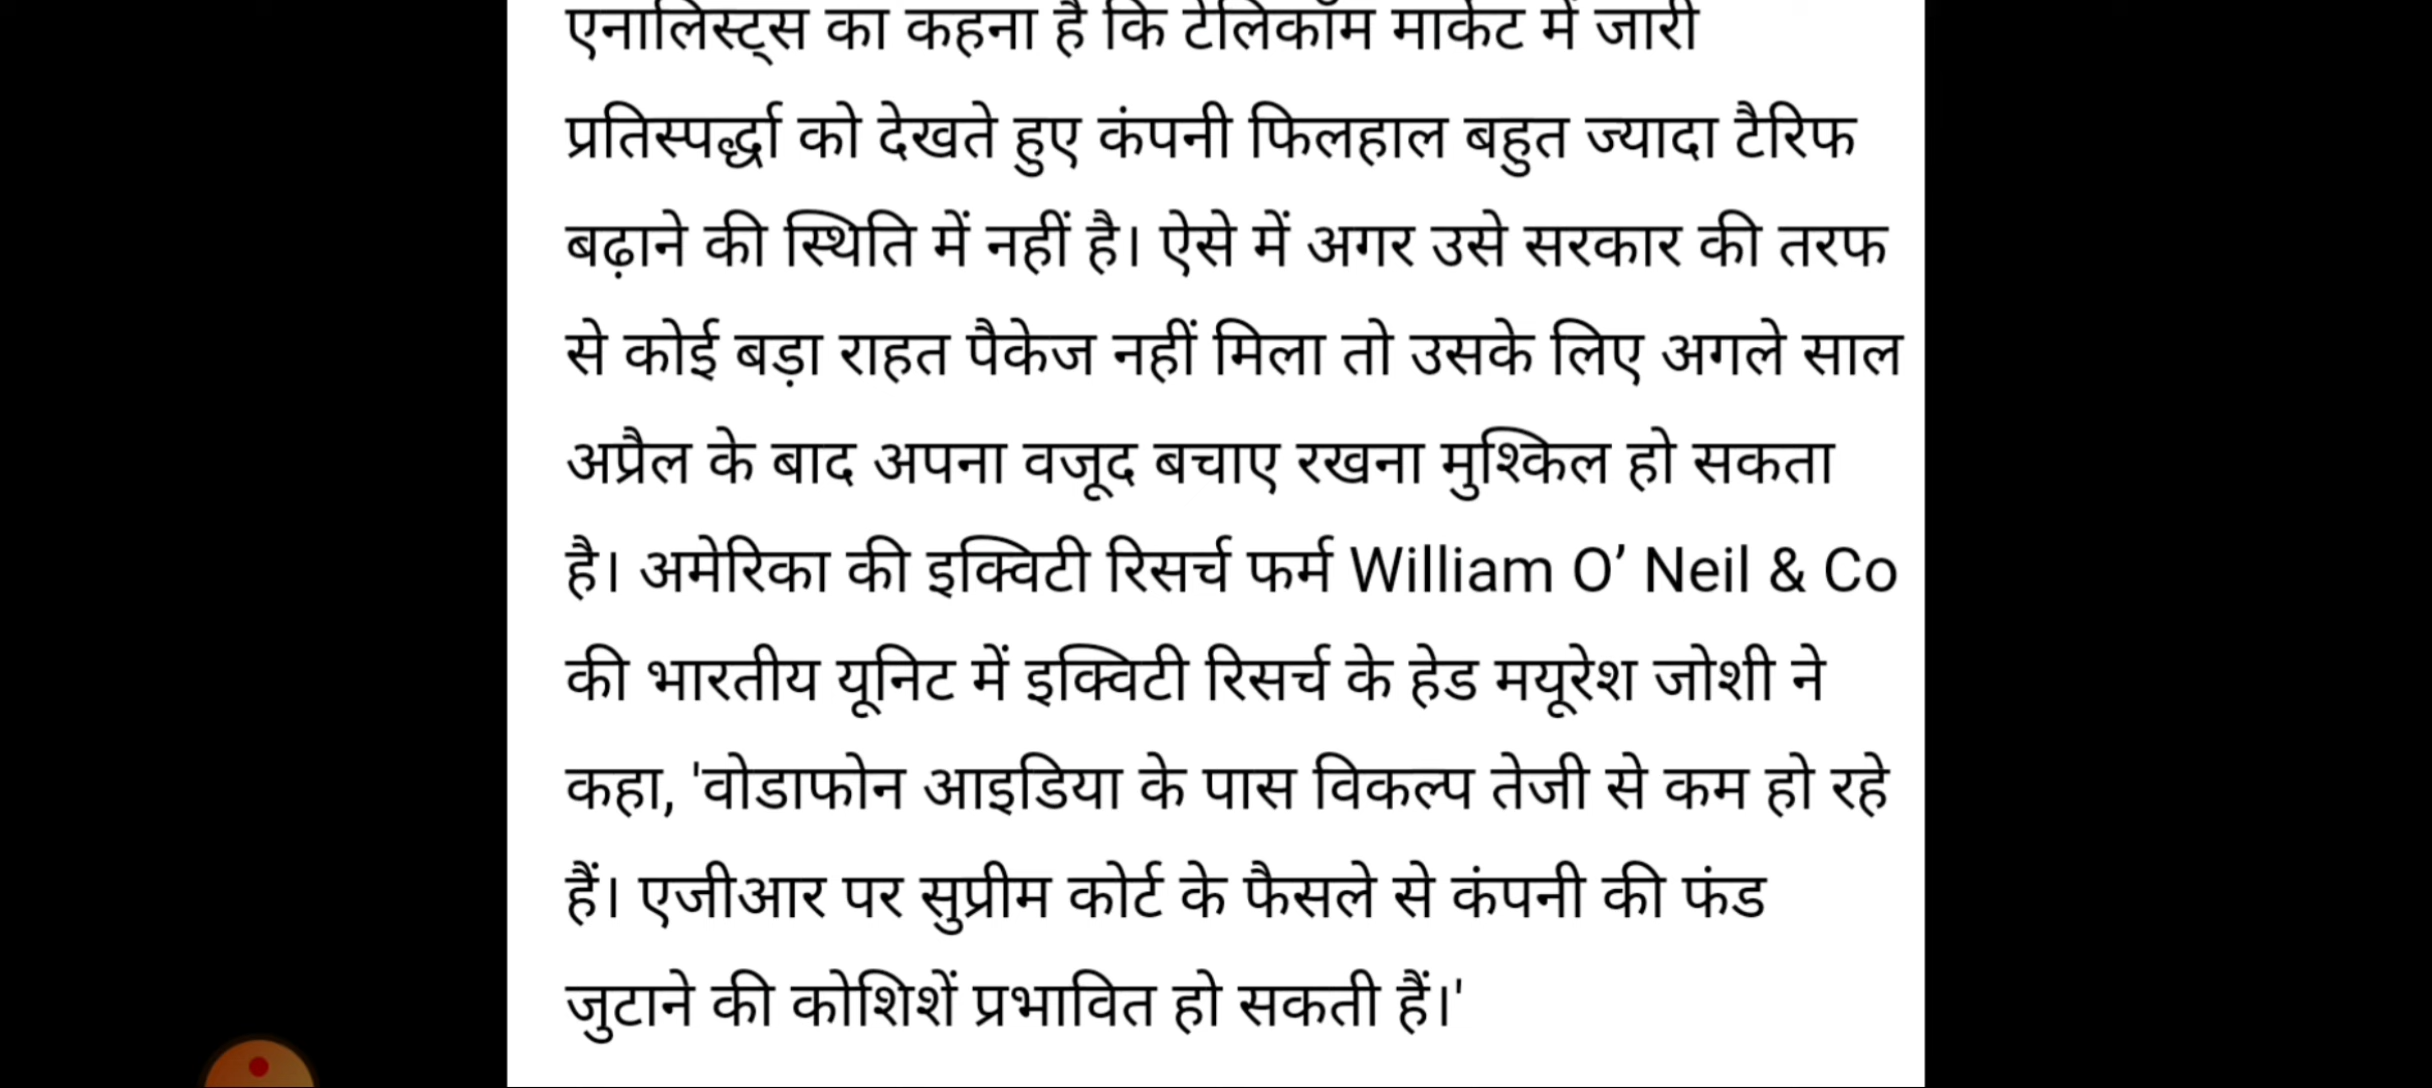 एनालिस्ट्स का कहना है कि टेलिकॉम मार्केट में जारी
प्रतिस्पर्द्धा को देखते हुए कंपनी फिलहाल बहुत ज्यादा टैरिफ
बढ़ाने की स्थिति में नहीं है। ऐसे में अगर उसे सरकार की तरफ
से कोई बड़ा राहत पैकेज नहीं मिला तो उसके लिए अगले साल
अप्रैल के बाद अपना वजूद बचाए रखना मुश्किल हो सकता
है। अमेरिका की इक्विटी रिसर्च फर्म William O’ Neil & Co
की भारतीय यूनिट में इक्विटी रिसर्च के हेड मयूरेश जोशी ने
कहा, 'वोडाफोन आइडिया के पास विकल्प तेजी से कम हो रहे
हैं। एजीआर पर सुप्रीम कोर्ट के फैसले से कंपनी की फंड
जुटाने की कोशिशें प्रभावित हो सकती हैं।'